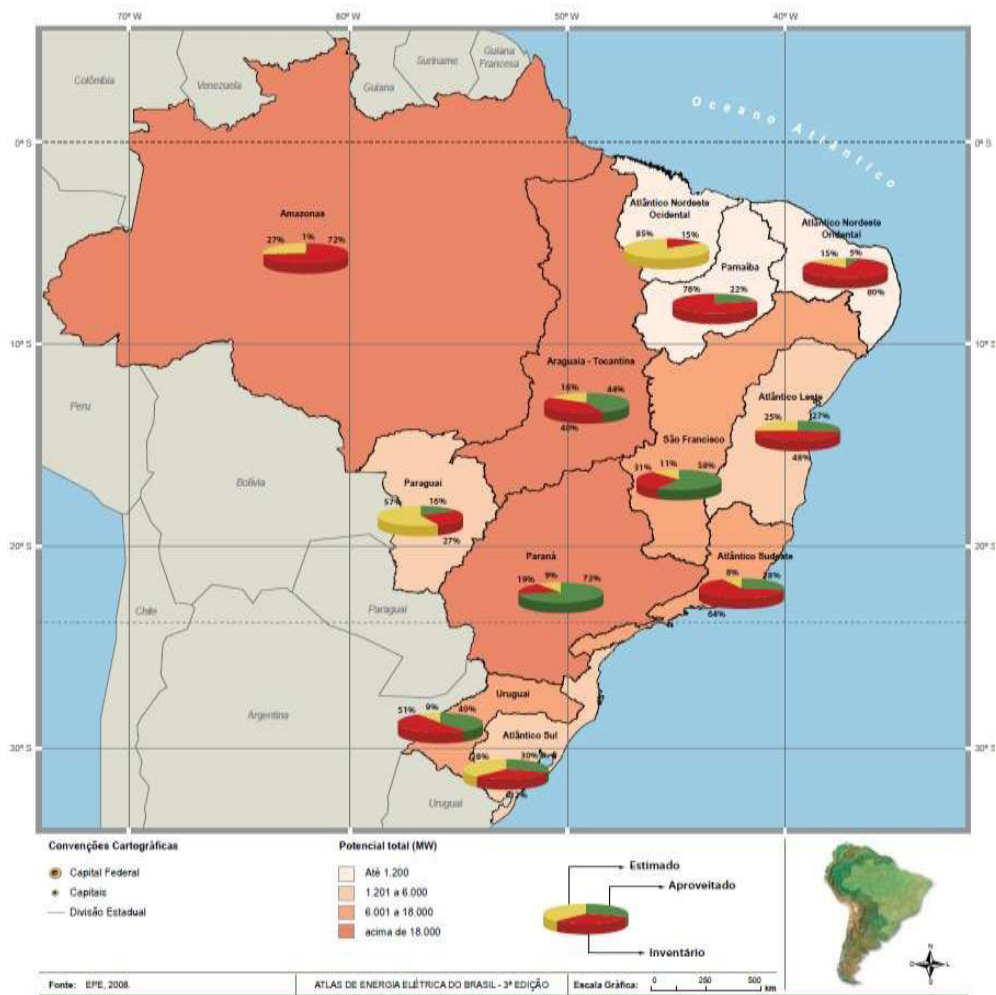 70° W 60° W 50° W 40° W
Colômbia
Venezuela
Guiana
Suriname
Guiana
Francesa
Oceano Atlântico
0° S 0° S
Amazonas
27% 1% 72%
Atlântico Nordeste
Ocidental
85% 15%
Atlântico Nordeste
Oridental
15% 5%
80%
Parnaíba
78% 22%
10° S 10° S
Peru
Araguaia - Tocantins
16% 44%
40%
Atlântico Leste
25% 27%
48%
São Francisco
31% 11% 58%
Bolívia
Paraguai
57% 16%
27%
20° S 20° S
Paraná
19% 9% 72%
Atlântico Sudeste
8% 28%
64%
Chile
Paraguai
Uruguai
51% 9% 40%
Argentina
Atlântico Sul
38% 30%
32%
30° S 30° S
Uruguai
Convenções Cartográficas
Capital Federal
Capitais
Divisão Estadual
Potencial total (MW)
Até 1.200
1.201 a 6.000
6.001 a 18.000
acima de 18.000
Estimado
Aproveitado
Inventário
N
O L
S
Fonte: EPE, 2008.
ATLAS DE ENERGIA ELÉTRICA DO BRASIL - 3ª EDIÇÃO
Escala Gráfica: 0 250 500
km